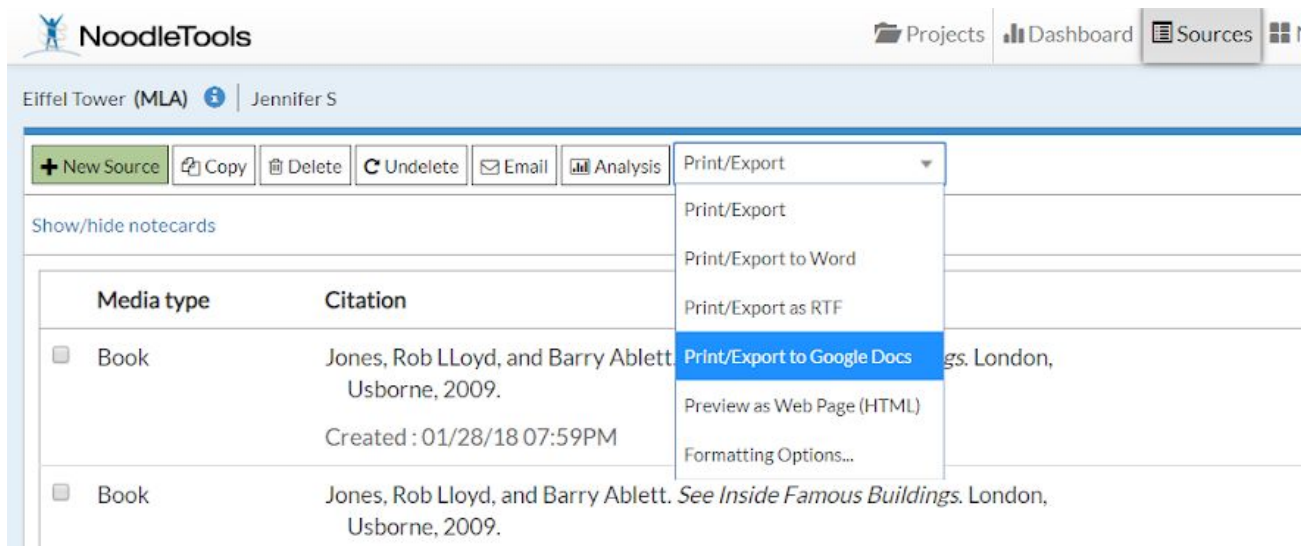 NoodleTools
Projects Dashboard Sources
Eiffel Tower (MLA) Jennifer S
New Source Copy Delete Undelete Email Analysis Print/Export
Show/hide notecards
Print/Export
Print/Export to Word
Print/Export as RTF
Print/Export to Google Docs
Preview as Web Page (HTML)
Formatting Options...
Media type Citation
Book Jones, Rob LLoyd, and Barry Ablett. gs. London,
Usborne, 2009.
Created : 01/28/18 07:59PM
Book Jones, Rob Lloyd, and Barry Ablett. See Inside Famous Buildings. London,
Usborne, 2009.